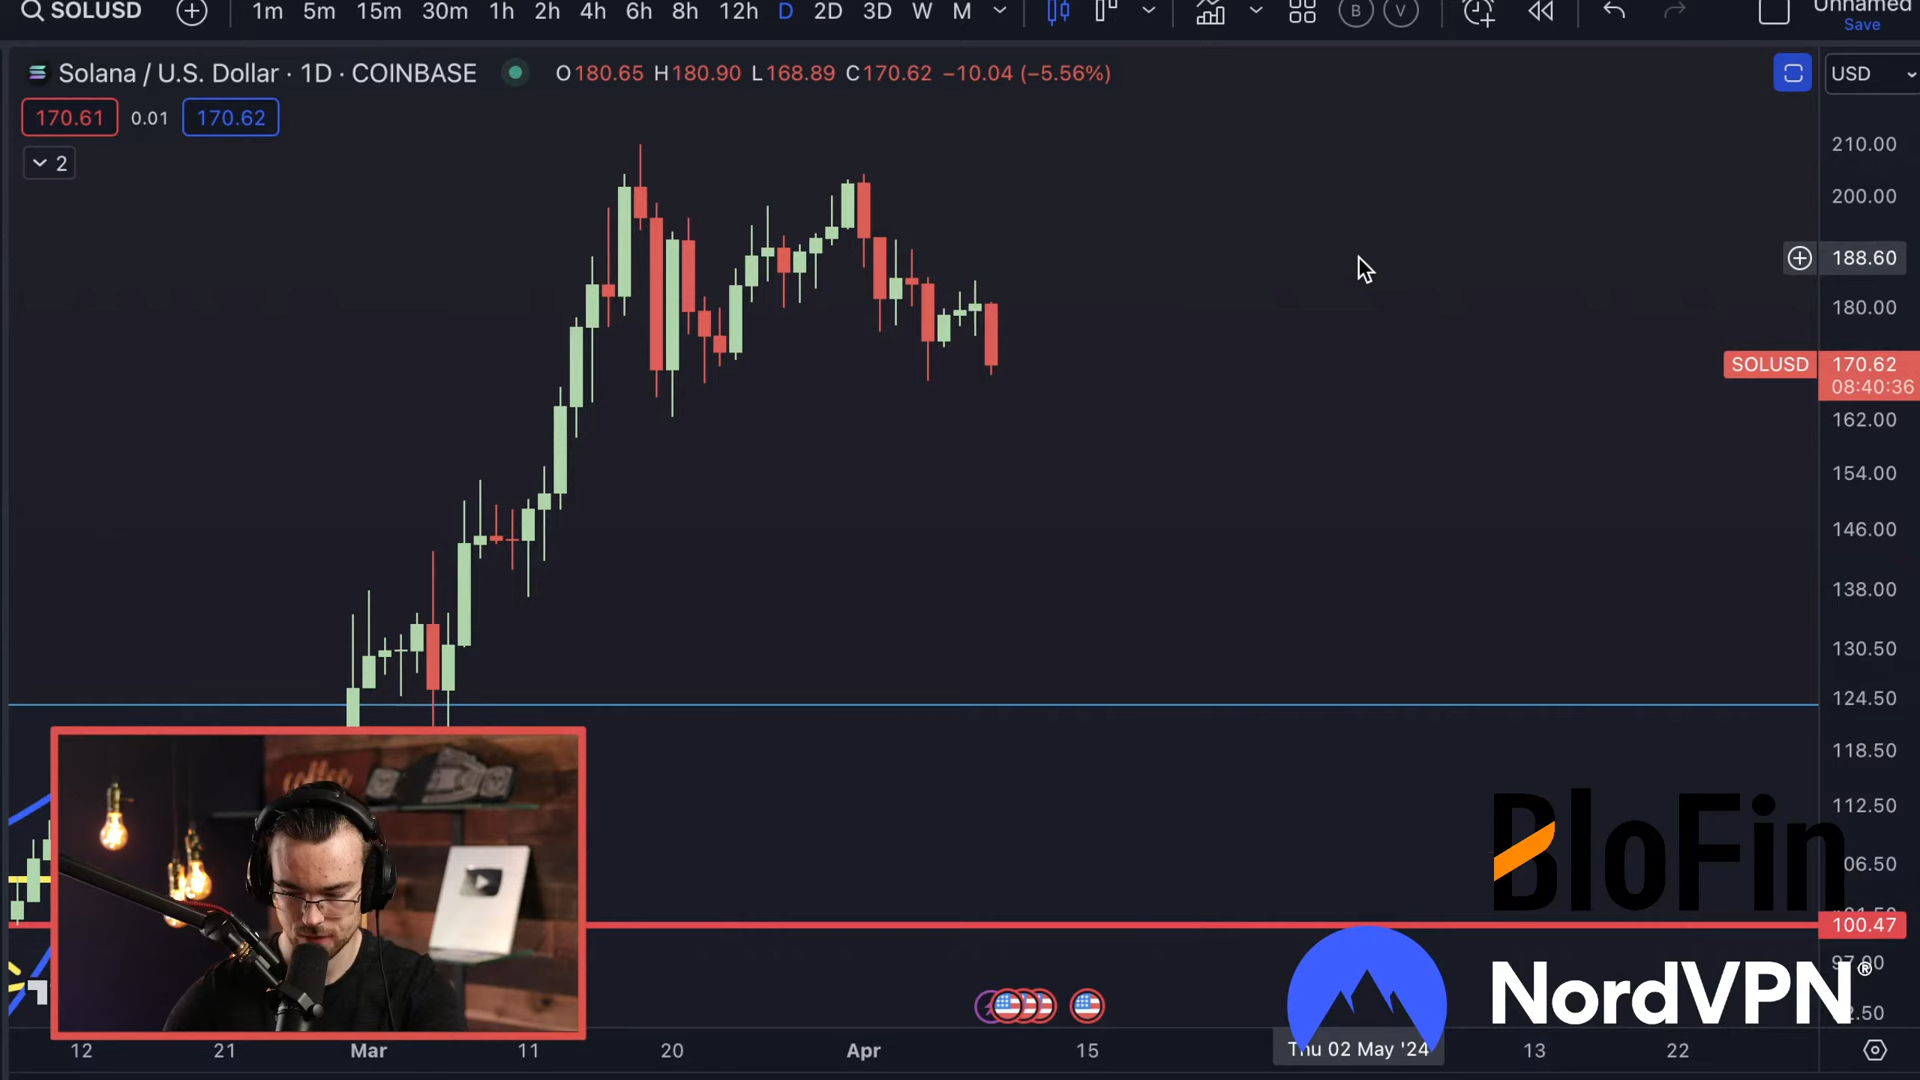 SOLUSD 1m 5m 15m 30m 1h 2h 4h 6h 8h 12h D 2D 3D W M B V Unnamed
Save
Solana / U.S. Dollar · 1D · COINBASE O180.65 H180.90 L168.89 C170.62 −10.04 (−5.56%) USD
170.61 0.01 170.62
2
210.00
200.00
188.60
180.00
SOLUSD 170.62
08:40:36
162.00
154.00
146.00
138.00
130.50
124.50
118.50
112.50
BloFin
06.50
100.47
NordVPN®
12 21 Mar 11 20 Apr 15 Thu 02 May '24 13 22